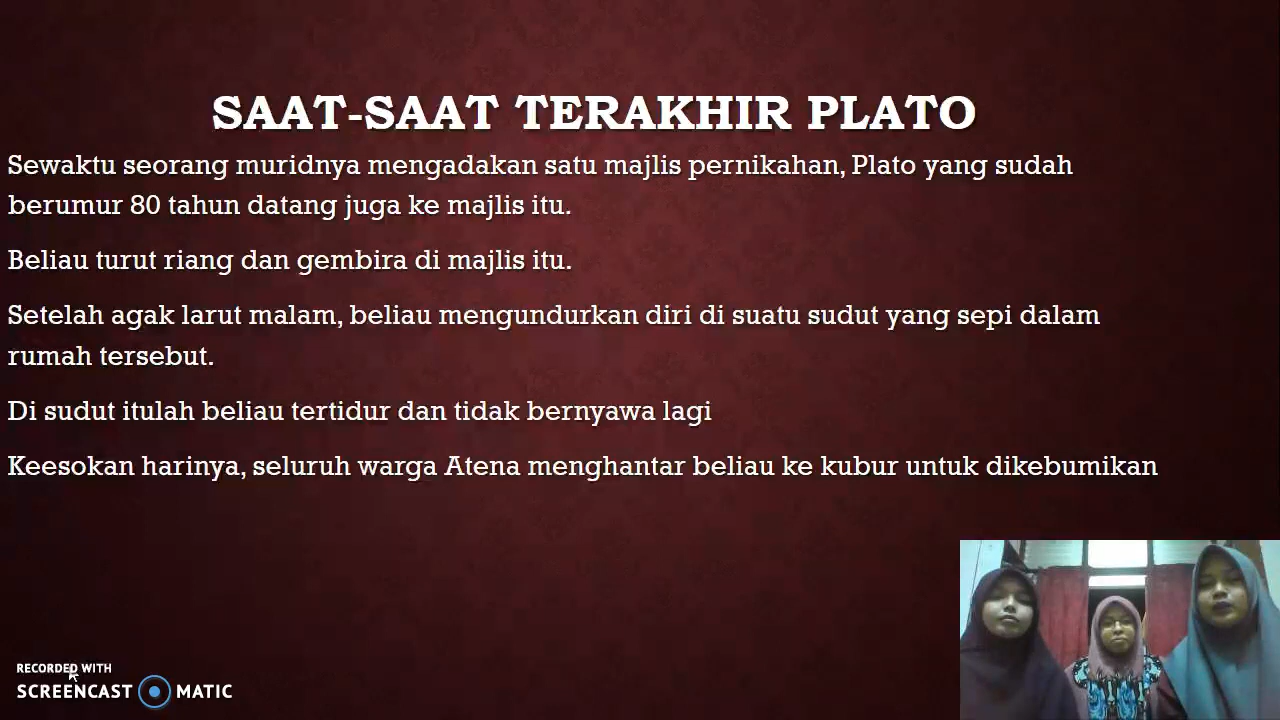 SAAT-SAAT TERAKHIR PLATO
Sewaktu seorang muridnya mengadakan satu majlis pernikahan, Plato yang sudah
berumur 80 tahun datang juga ke majlis itu.
Beliau turut riang dan gembira di majlis itu.
Setelah agak larut malam, beliau mengundurkan diri di suatu sudut yang sepi dalam
rumah tersebut.
Di sudut itulah beliau tertidur dan tidak bernyawa lagi
Keesokan harinya, seluruh warga Atena menghantar beliau ke kubur untuk dikebumikan
RECORDED WITH
SCREENCAST MATIC